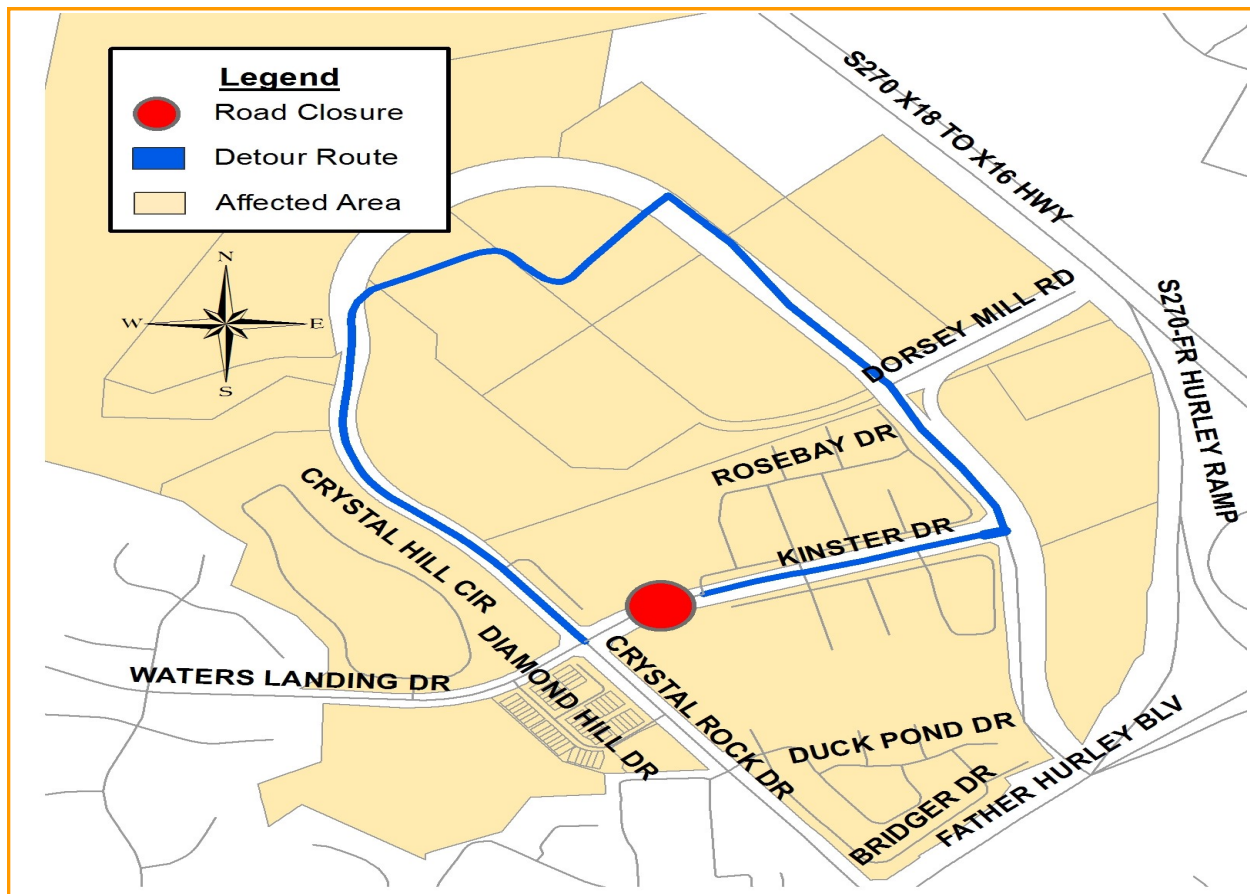 Legend
Road Closure
Detour Route
Affected Area
S270 X18 TO X16 HWY
N
W
E
S
DORSEY MILL RD
S270-FR HURLEY RAMP
ROSEBAY DR
CRYSTAL HILL CIR
KINSTER DR
WATERS LANDING DR
DIAMOND HILL DR
CRYSTAL ROCK DR
DUCK POND DR
BRIDGER DR
FATHER HURLEY BLV